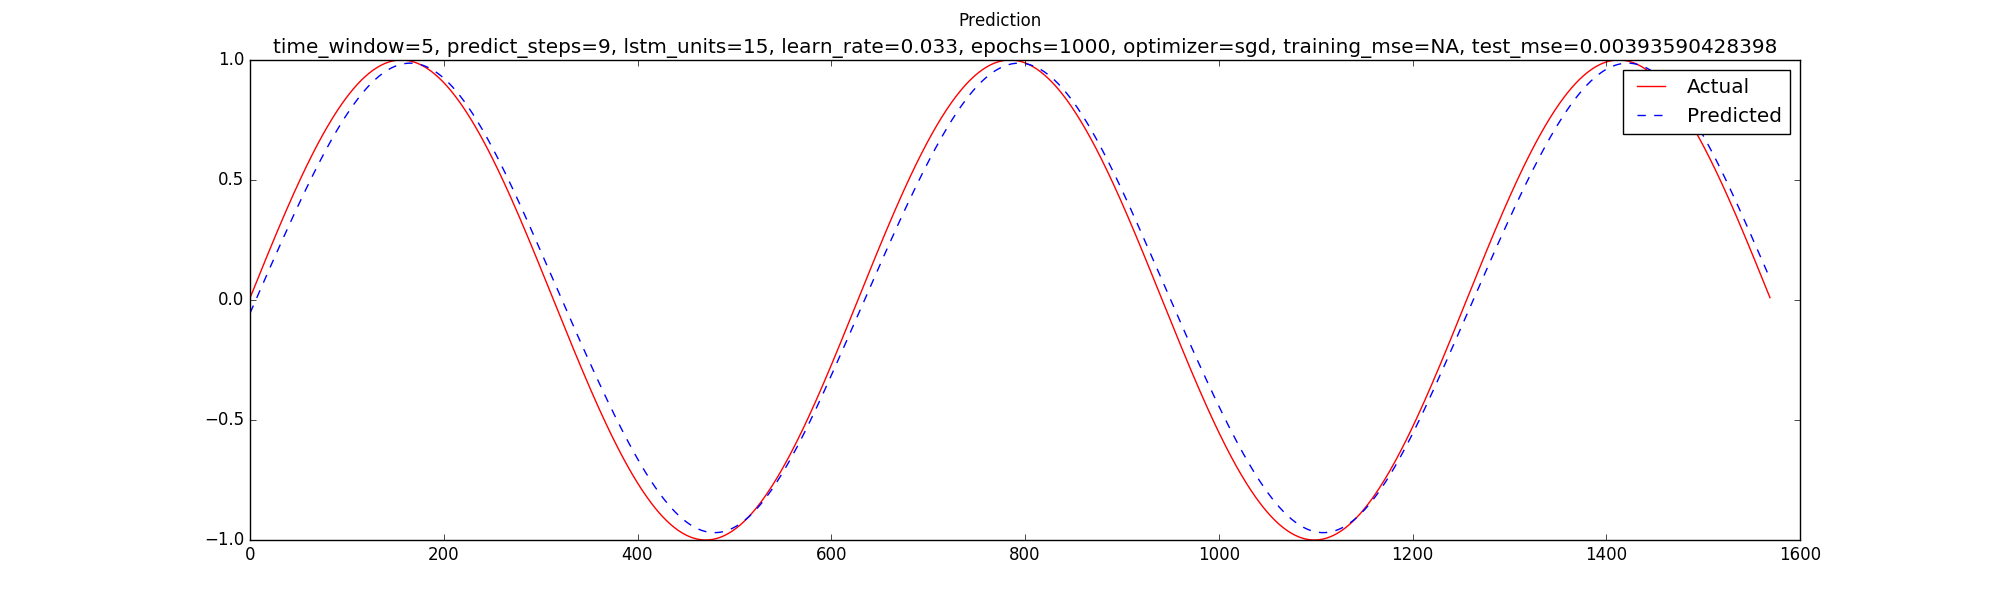 Prediction
time_window=5, predict_steps=9, lstm_units=15, learn_rate=0.033, epochs=1000, optimizer=sgd, training_mse=NA, test_mse=0.00393590428398
1.0
Actual
Predicted
0.5
0.0
−0.5
−1.0
0 200 400 600 800 1000 1200 1400 1600